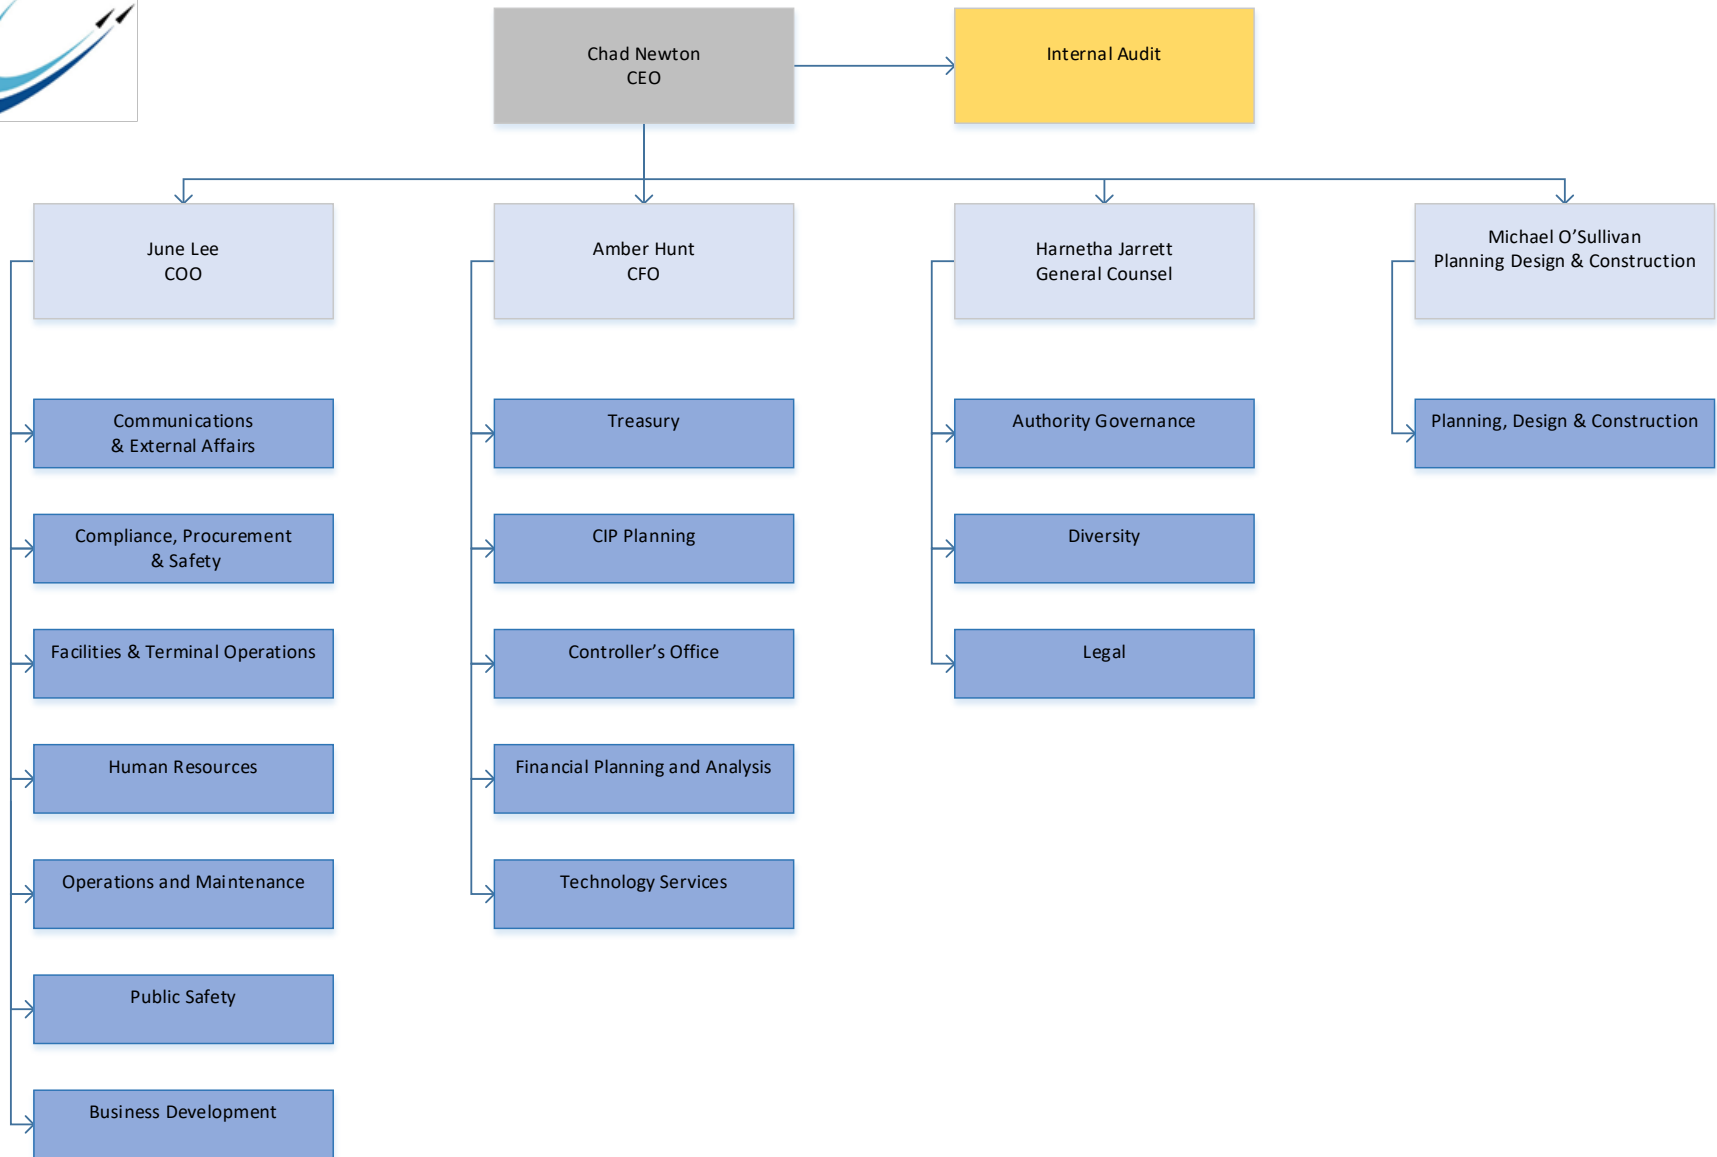 Chad Newton
CEO
Internal Audit
June Lee
COO
Amber Hunt
CFO
Harnetha Jarrett
General Counsel
Michael O’Sullivan
Planning Design & Construction
Communications
& External Affairs
Treasury
Authority Governance
Planning, Design & Construction
Compliance, Procurement
& Safety
CIP Planning
Diversity
Facilities & Terminal Operations
Controller’s Office
Legal
Human Resources
Financial Planning and Analysis
Operations and Maintenance
Technology Services
Public Safety
Business Development